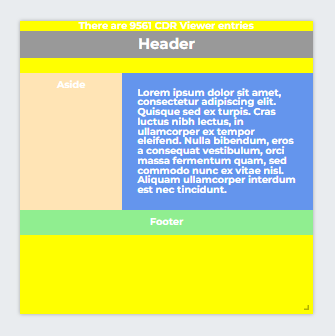 There are 9561 CDR Viewer entries
Header
Aside
Lorem ipsum dolor sit amet,
consectetur adipiscing elit.
Quisque sed ex turpis. Cras
luctus nibh lectus, in
ullamcorper ex tempor
eleifend. Nulla bibendum, eros
a consequat vestibulum, orci
massa fermentum quam, sed
commodo nunc ex vitae nisl.
Aliquam ullamcorper interdum
est nec tincidunt.
Footer